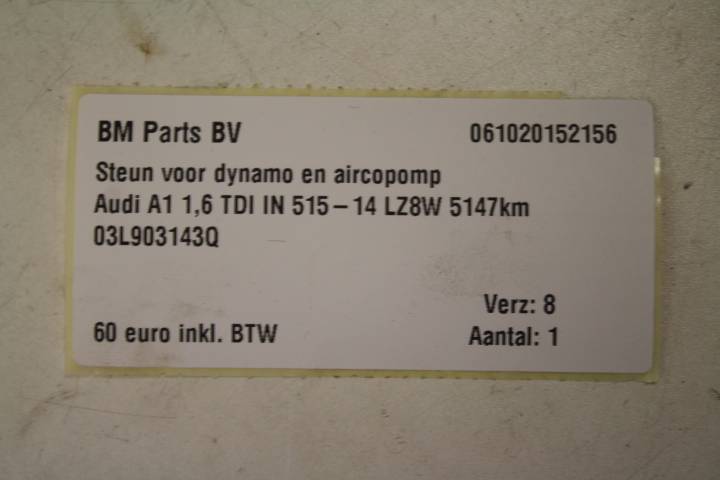 BM Parts BV 061020152156
Steun voor dynamo en aircopomp
Audi A1 1,6 TDI IN 515-14 LZ8W 5147km
03L903143Q
Verz: 8
60 euro inkl. BTW Aantal: 1